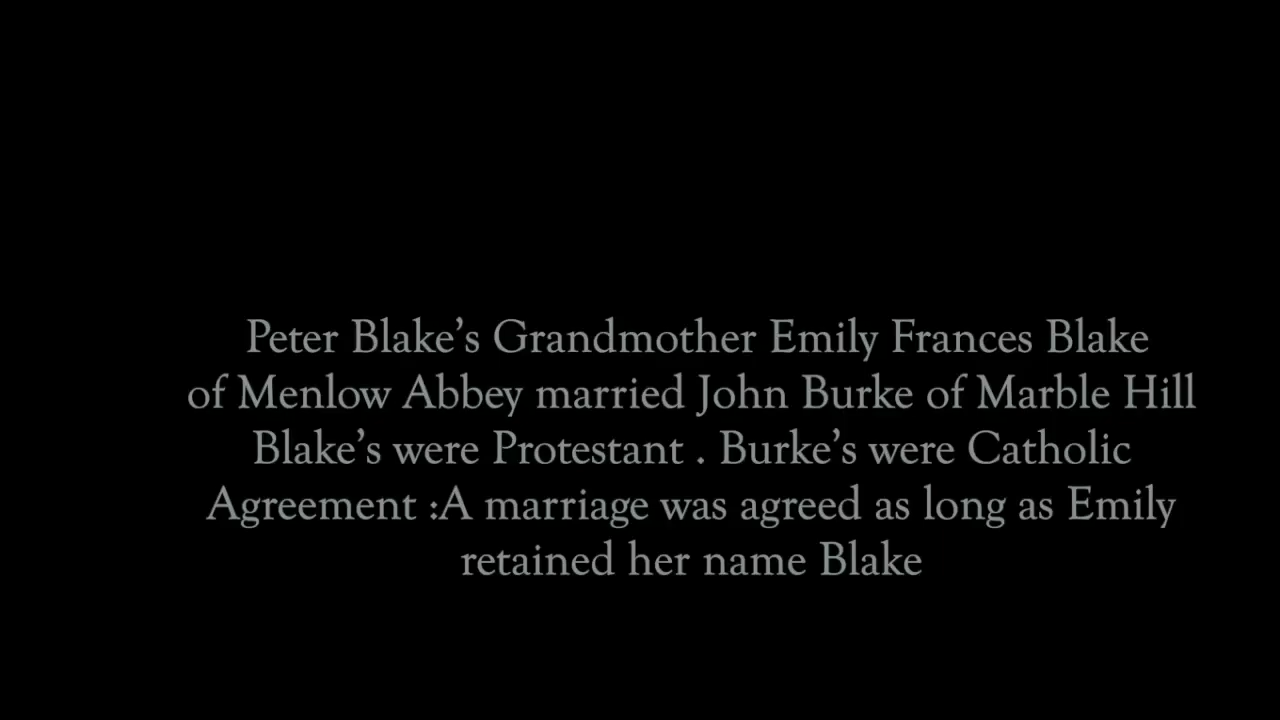 Peter Blake’s Grandmother Emily Frances Blake
of Menlow Abbey married John Burke of Marble Hill
Blake’s were Protestant . Burke’s were Catholic
Agreement :A marriage was agreed as long as Emily
retained her name Blake